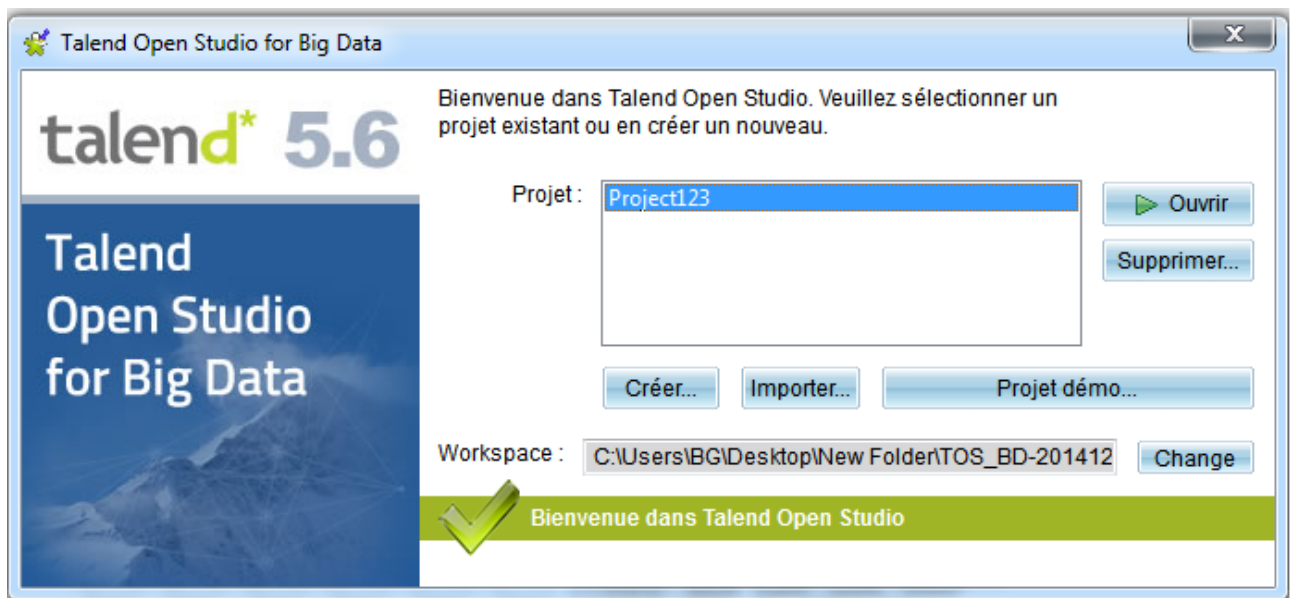 Talend Open Studio for Big Data
x
talend* 5.6
Talend
Open Studio
for Big Data
Bienvenue dans Talend Open Studio. Veuillez sélectionner un
projet existant ou en créer un nouveau.
Projet :
Project123
Ouvrir
Supprimer...
Créer...
Importer...
Projet démo...
Workspace :
C:\Users\BG\Desktop\New Folder\TOS_BD-201412
Change
Bienvenue dans Talend Open Studio